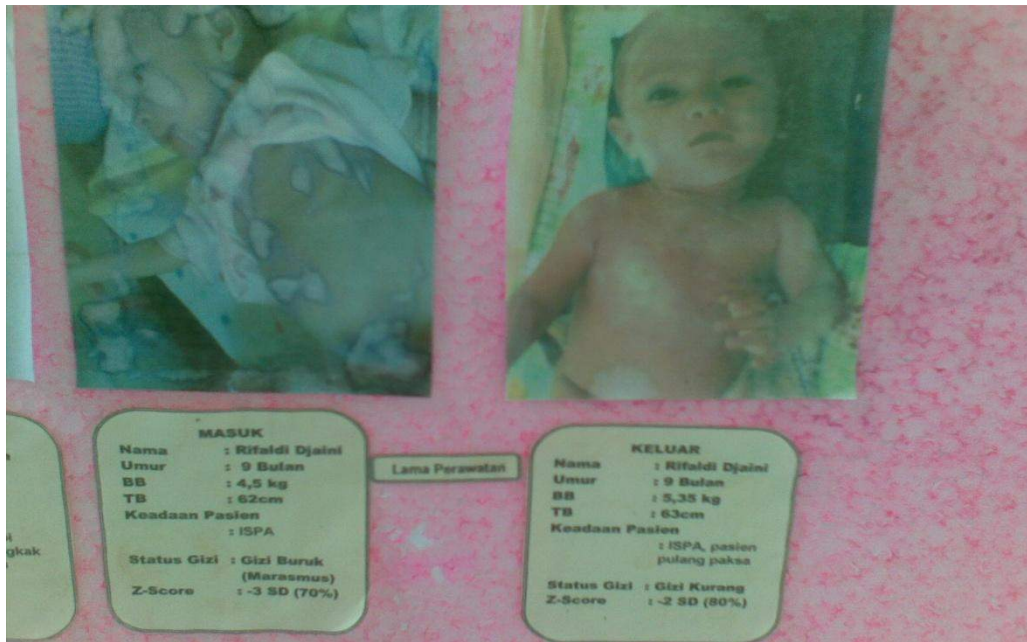 MASUK
Nama : Rifaldi Djaini
Umur : 9 Bulan
BB : 4,5 kg
TB : 62cm
Keadaan Pasien
: ISPA
Status Gizi : Gizi Buruk
(Marasmus)
Z-Score : -3 SD (70%)
Lama Perawatan
KELUAR
Nama : Rifaldi Djaini
Umur : 9 Bulan
BB : 5,35 kg
TB : 63cm
Keadaan Pasien
: ISPA, pasien
pulang paksa
Status Gizi : Gizi Kurang
Z-Score : -2 SD (80%)